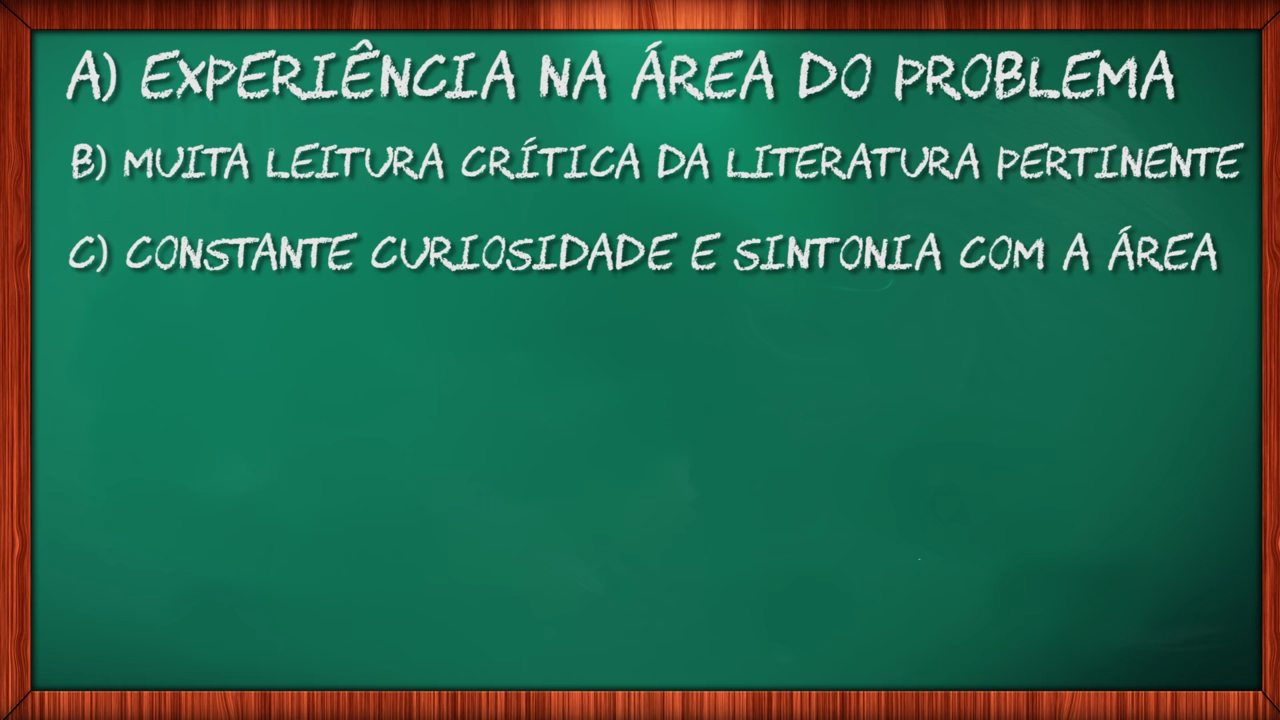 A) EXPERIÊNCIA NA ÁREA DO PROBLEMA
B) MUITA LEITURA CRÍTICA DA LITERATURA PERTINENTE
C) CONSTANTE CURIOSIDADE E SINTONIA COM A ÁREA